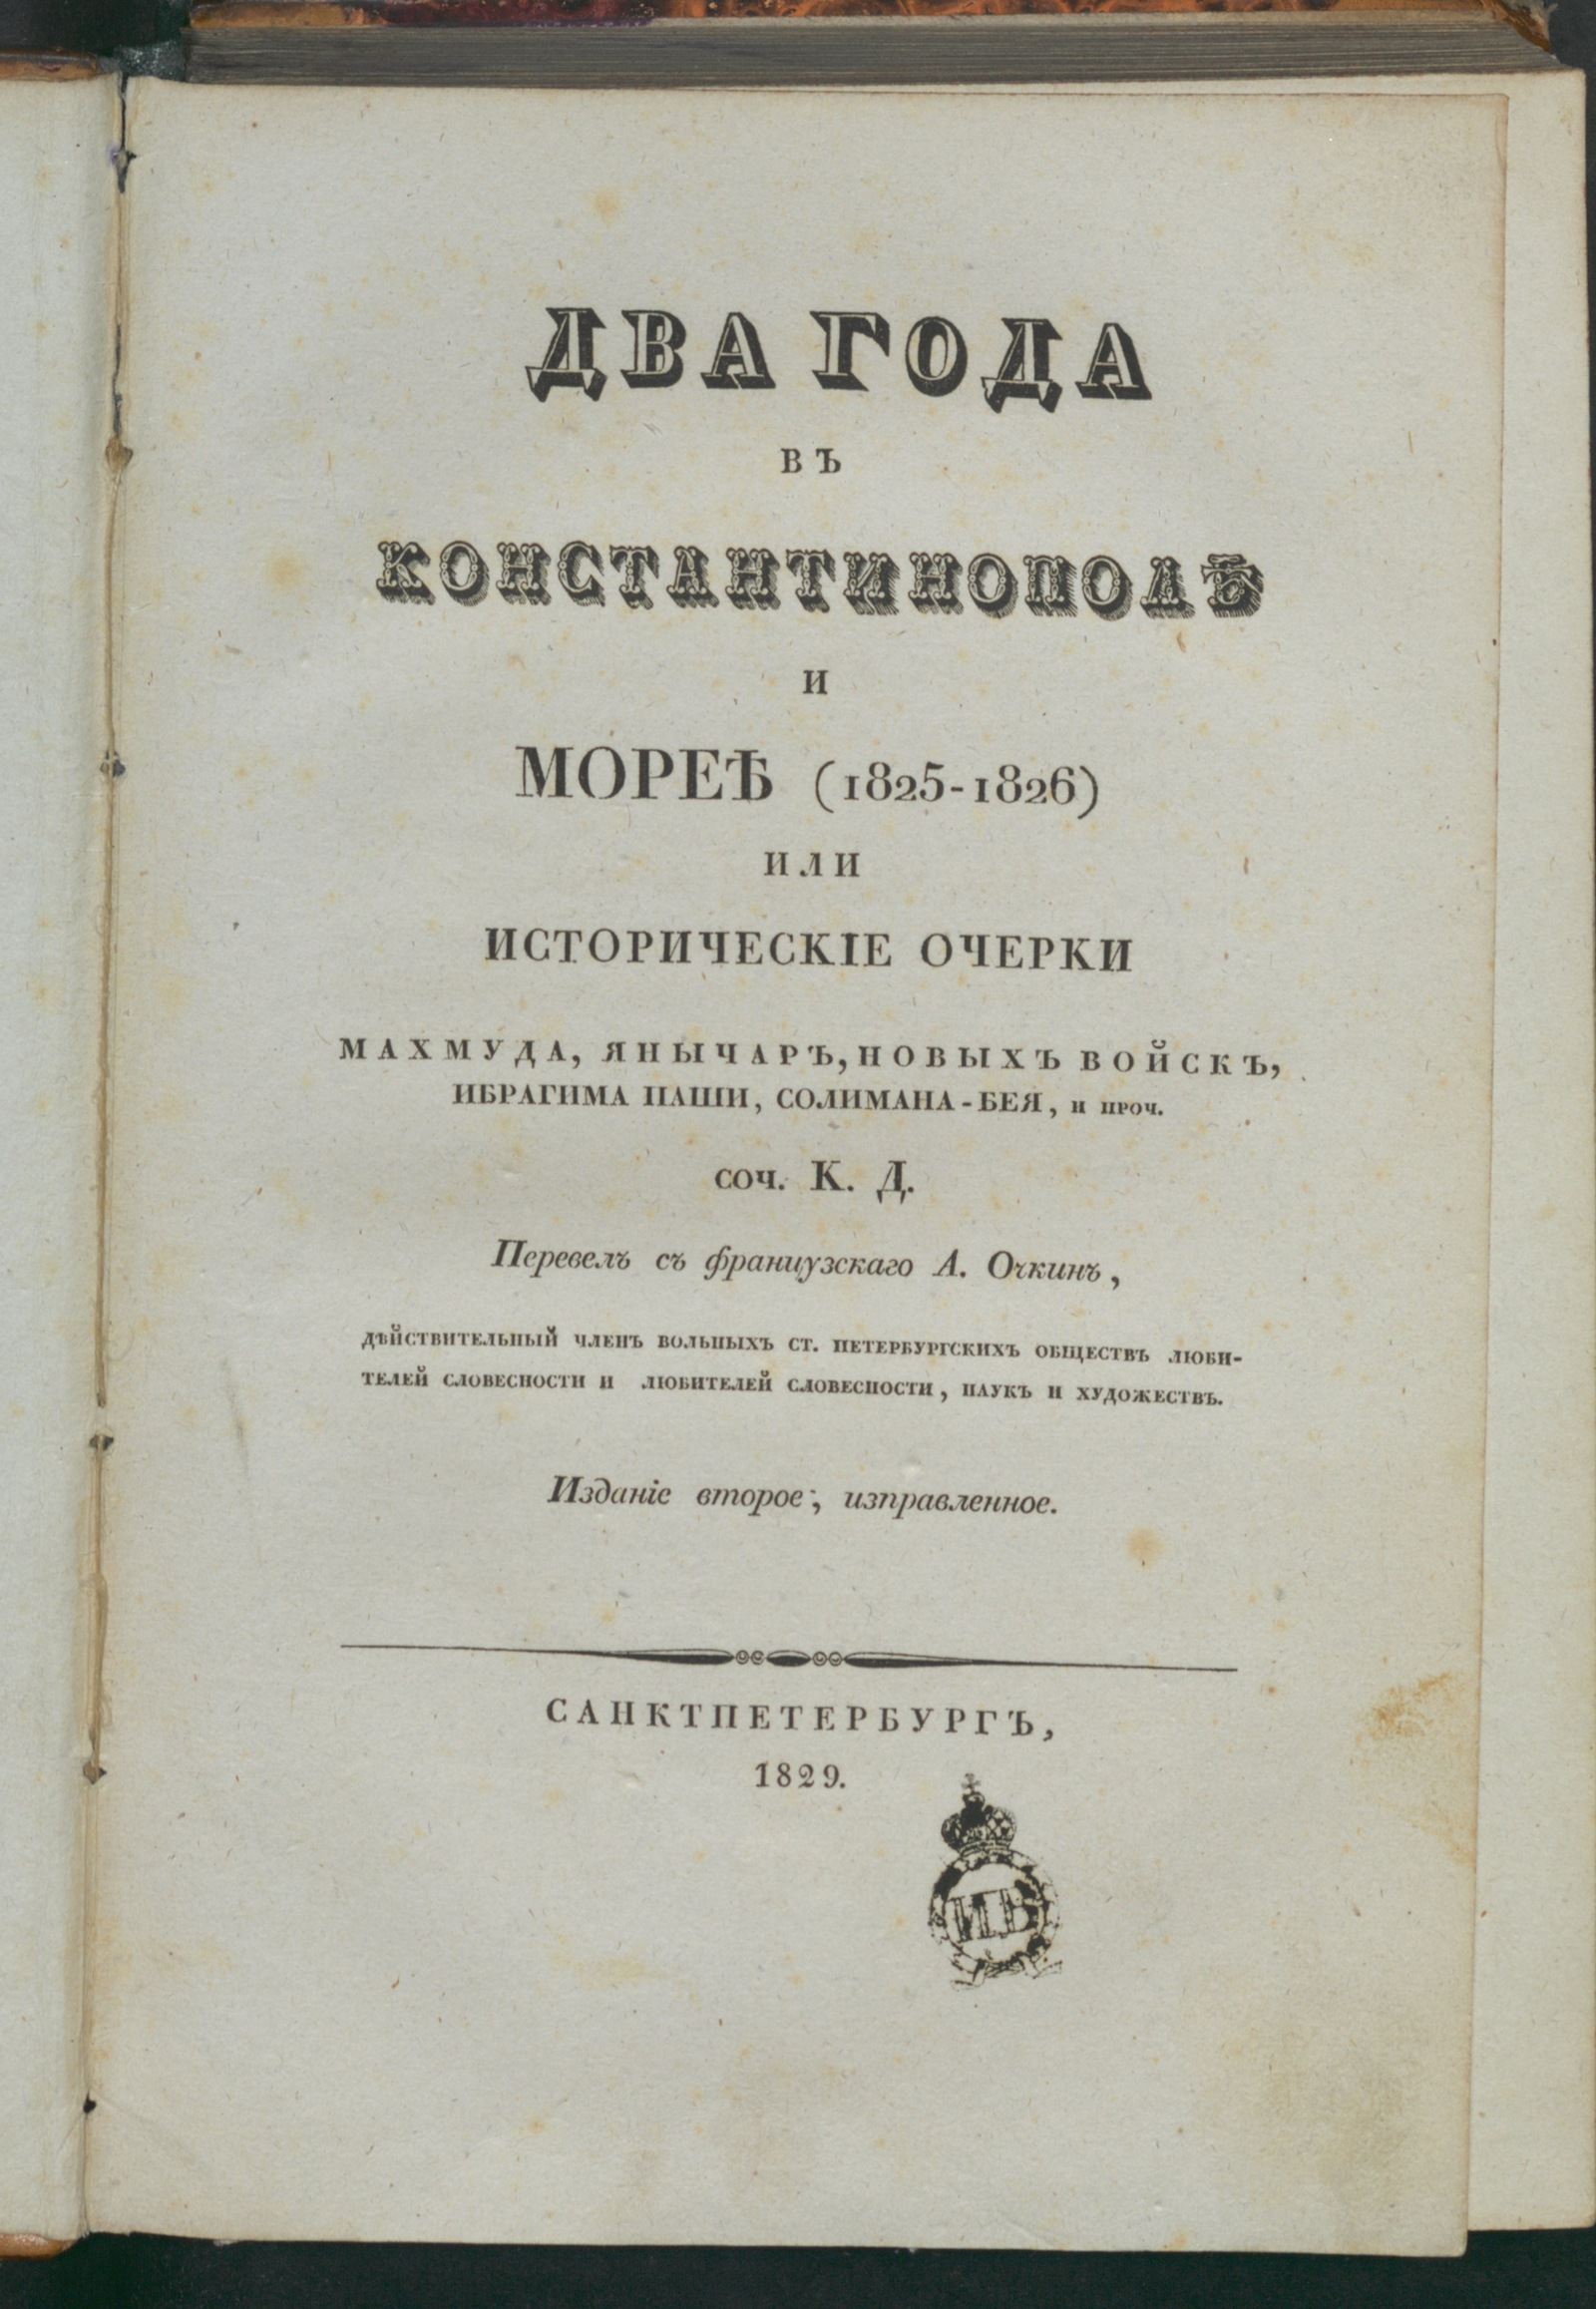 ДВА ГОДА
ВЪ
КОНСТАНТИНОПОЛѢ
И
МОРЕѢ (1825-1826)
ИЛИ
ИСТОРИЧЕСКІЕ ОЧЕРКИ
МАХМУДА, ЯНЫЧАРЪ, НОВЫХЪ ВОЙСКЪ,
ИБРАГИМА ПАШИ, СОЛИМАНА-БЕЯ, и проч.
соч. К. Д.
Перевелъ съ французскаго А. Очкинъ,
ДѢЙСТВИТЕЛЬНЫЙ ЧЛЕНЪ ВОЛЬНЫХЪ СТ. ПЕТЕРБУРГСКИХЪ ОБЩЕСТВЪ ЛЮБИ-
ТЕЛЕЙ СЛОВЕСНОСТИ И ЛЮБИТЕЛЕЙ СЛОВЕСНОСТИ, НАУКЪ И ХУДОЖЕСТВЪ.
Изданіе второе, изправленное.
САНКТПЕТЕРБУРГЪ,
1829.